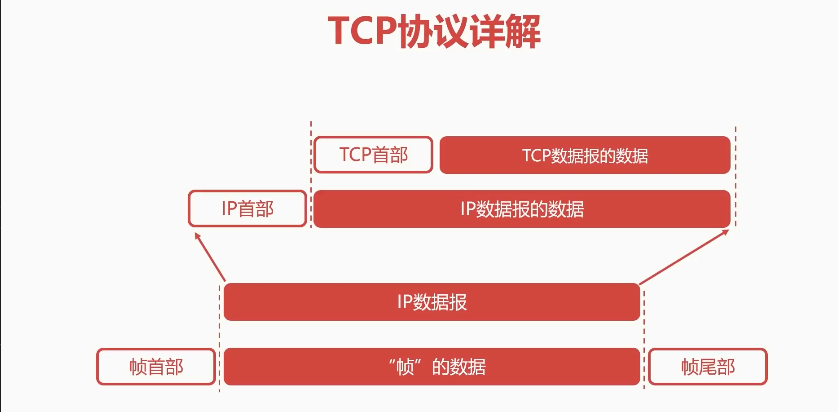 TCP协议详解
TCP首部 TCP数据报的数据
IP首部 IP数据报的数据
IP数据报
帧首部 “帧”的数据 帧尾部